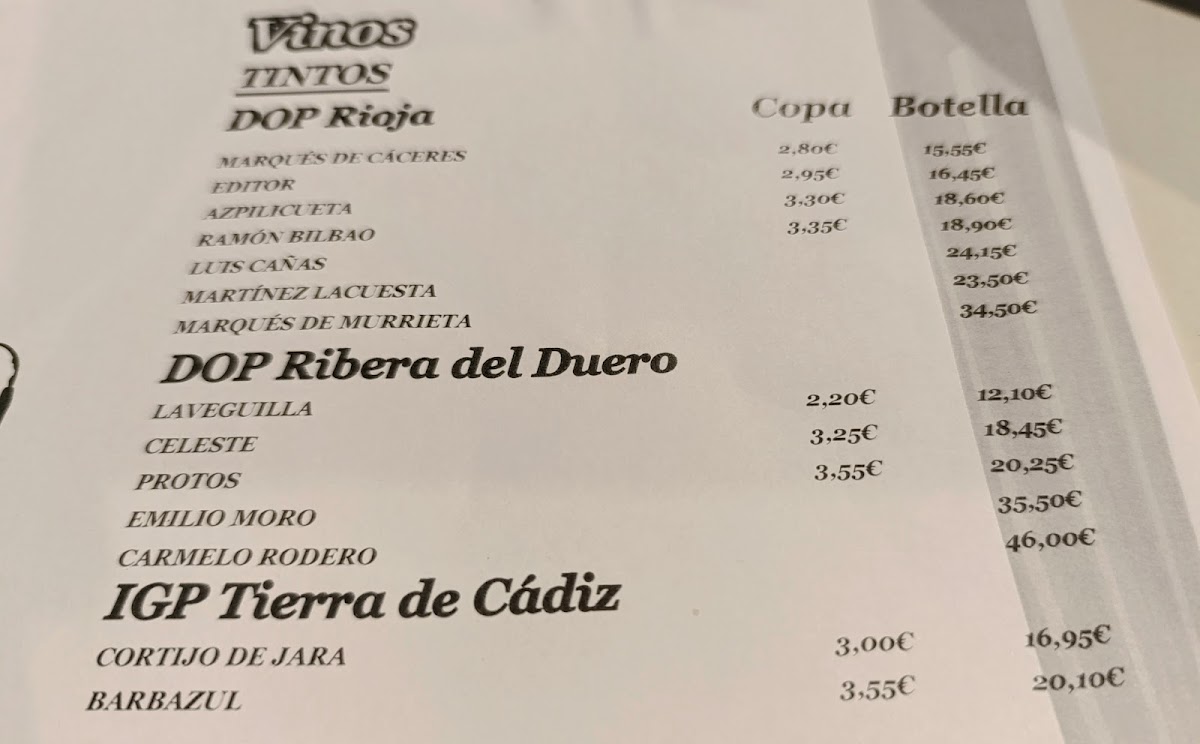 Vinos
TINTOS
DOP Rioja Copa Botella
MARQUÉS DE CÁCERES 2,80€ 15,55€
EDITOR 2,95€ 16,45€
AZPILICUETA 3,30€ 18,60€
RAMÓN BILBAO 3,35€ 18,90€
LUIS CAÑAS 24,15€
MARTÍNEZ LACUESTA 23,50€
MARQUÉS DE MURRIETA 34,50€
DOP Ribera del Duero
LAVEGUILLA 2,20€ 12,10€
CELESTE 3,25€ 18,45€
PROTOS 3,55€ 20,25€
EMILIO MORO 35,50€
CARMELO RODERO 46,00€
IGP Tierra de Cádiz
CORTIJO DE JARA 3,00€ 16,95€
BARBAZUL 3,55€ 20,10€